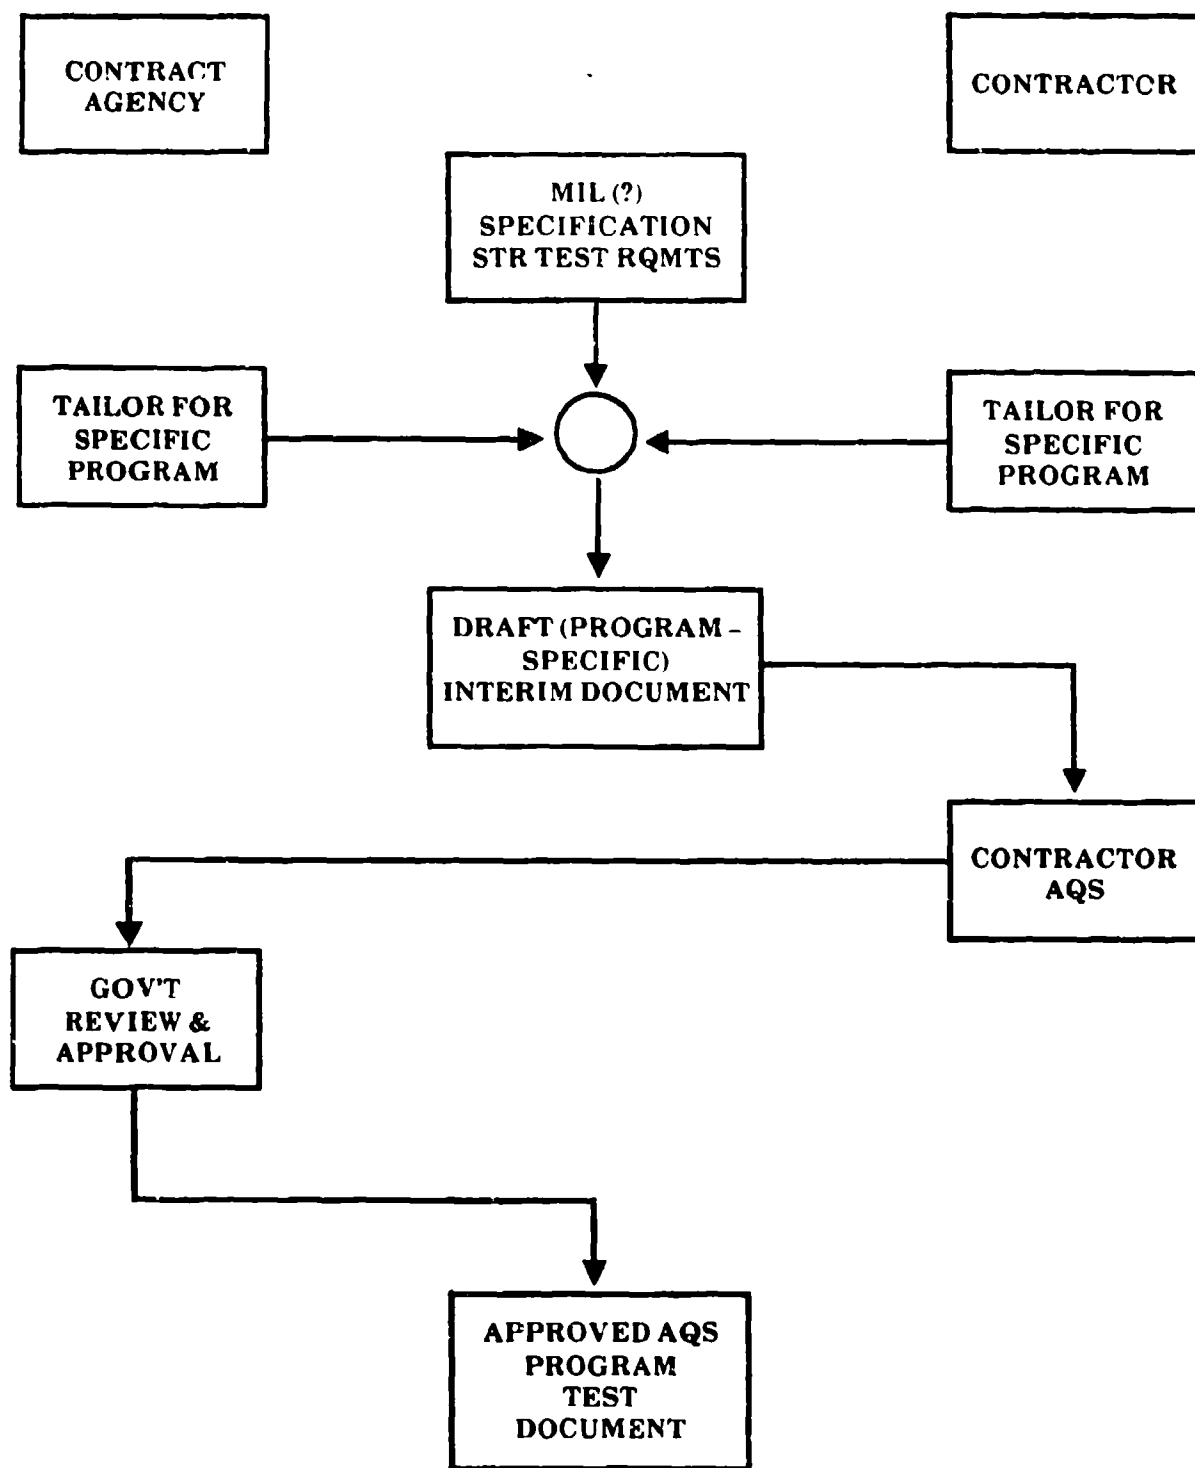 CONTRACT
AGENCY
CONTRACTOR
MIL (?)
SPECIFICATION
STR TEST RQMTS
TAILOR FOR
SPECIFIC
PROGRAM
TAILOR FOR
SPECIFIC
PROGRAM
DRAFT (PROGRAM –
SPECIFIC)
INTERIM DOCUMENT
CONTRACTOR
AQS
GOV'T
REVIEW &
APPROVAL
APPROVED AQS
PROGRAM
TEST
DOCUMENT